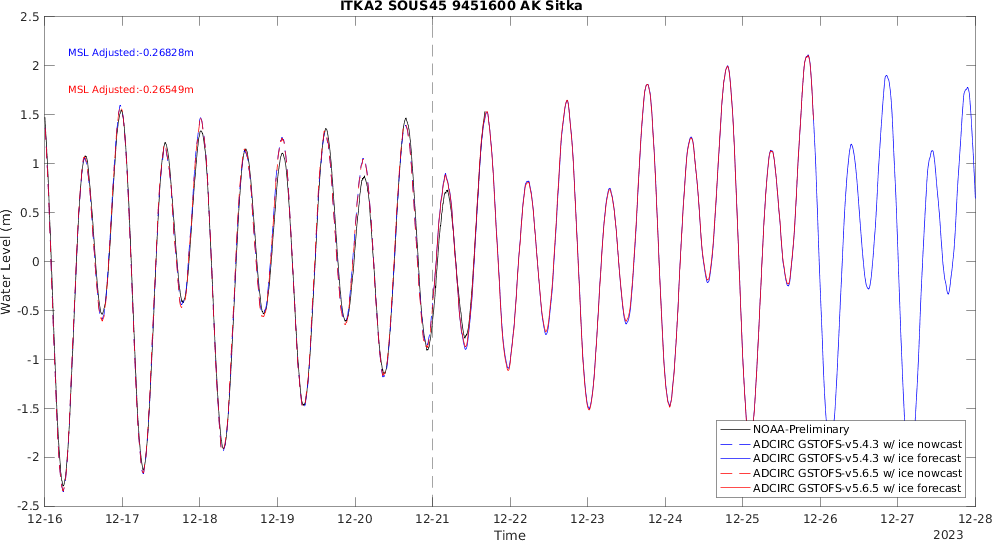 ITKA2 SOUS45 9451600 AK Sitka
2.5
2
1.5
1
0.5
0
-0.5
-1
-1.5
-2
-2.5
Water Level (m)
MSL Adjusted:-0.26828m
MSL Adjusted:-0.26549m
NOAA-Preliminary
ADCIRC GSTOFS-v5.4.3 w/ ice nowcast
ADCIRC GSTOFS-v5.4.3 w/ ice forecast
ADCIRC GSTOFS-v5.6.5 w/ ice nowcast
ADCIRC GSTOFS-v5.6.5 w/ ice forecast
12-16 12-17 12-18 12-19 12-20 12-21 12-22 12-23 12-24 12-25 12-26 12-27 12-28
Time
2023